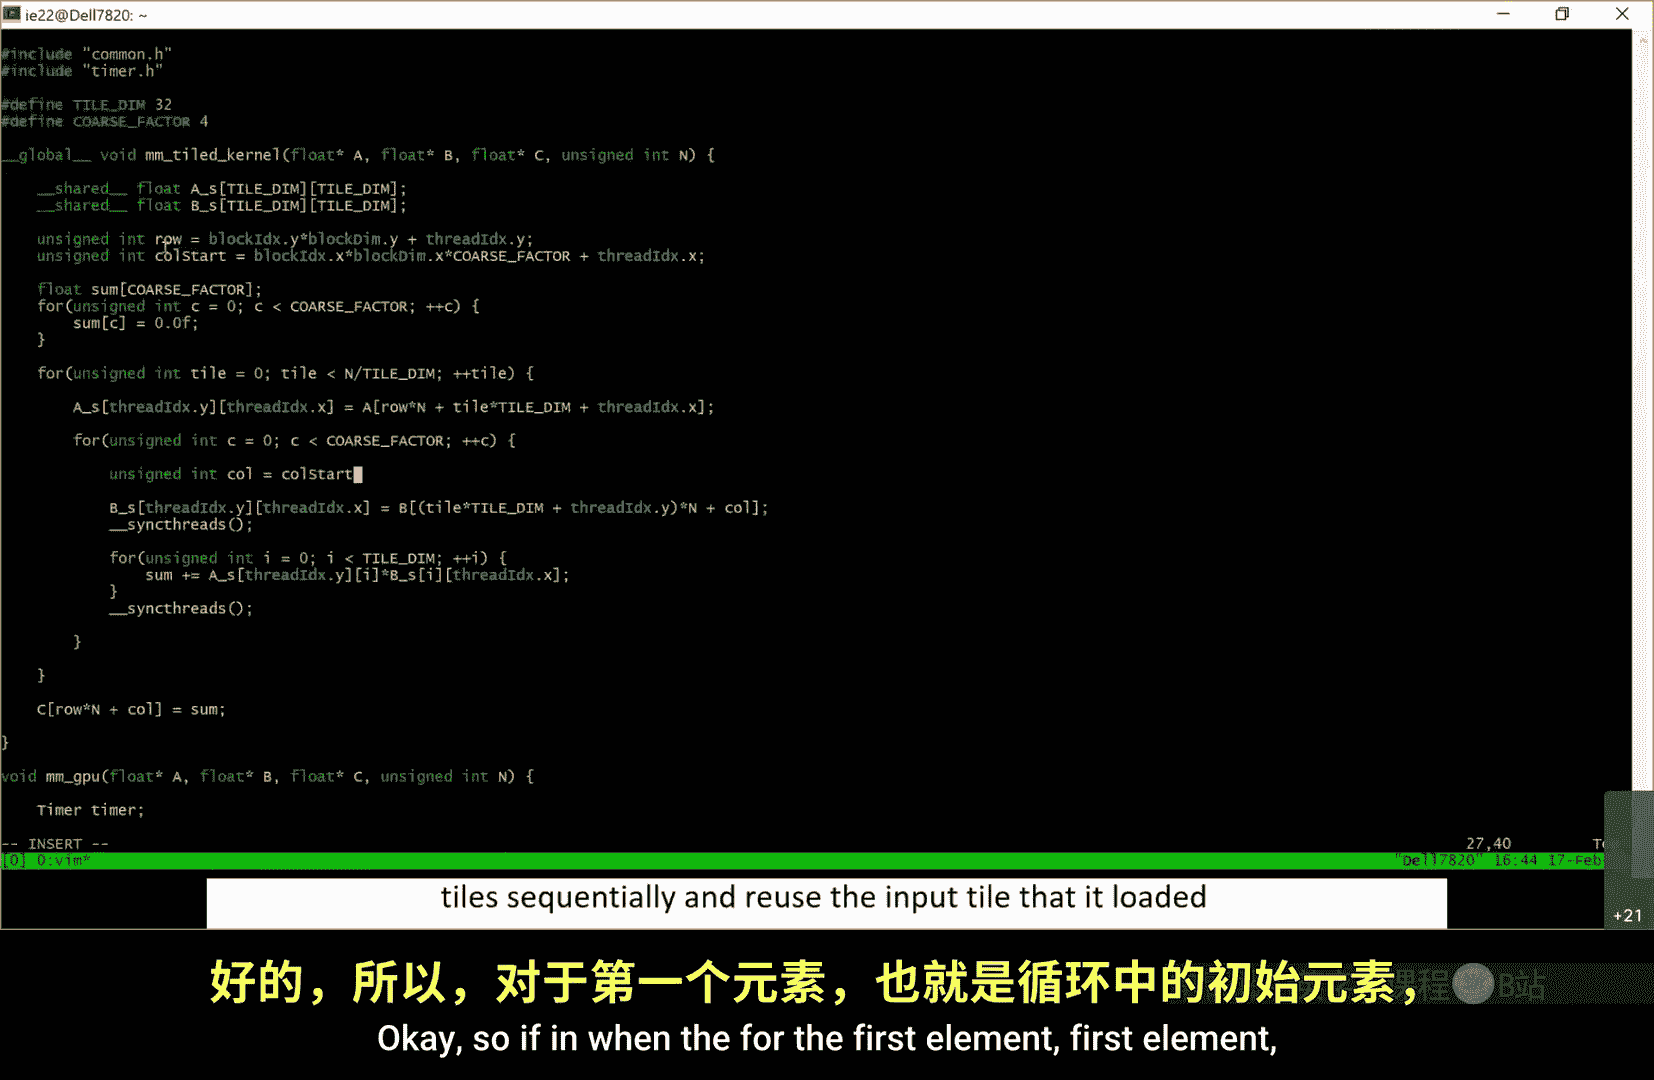 ie22@Dell7820: ~
#include "common.h"
#include "timer.h"
#define TILE_DIM 32
#define COARSE_FACTOR 4
__global__ void mm_tiled_kernel(float* A, float* B, float* C, unsigned int N) {
__shared__ float A_s[TILE_DIM][TILE_DIM];
__shared__ float B_s[TILE_DIM][TILE_DIM];
unsigned int row = blockIdx.y*blockDim.y + threadIdx.y;
unsigned int colStart = blockIdx.x*blockDim.x*COARSE_FACTOR + threadIdx.x;
float sum[COARSE_FACTOR];
for(unsigned int c = 0; c < COARSE_FACTOR; ++c) {
sum[c] = 0.0f;
}
for(unsigned int tile = 0; tile < N/TILE_DIM; ++tile) {
A_s[threadIdx.y][threadIdx.x] = A[row*N + tile*TILE_DIM + threadIdx.x];
for(unsigned int c = 0; c < COARSE_FACTOR; ++c) {
unsigned int col = colStart
B_s[threadIdx.y][threadIdx.x] = B[(tile*TILE_DIM + threadIdx.y)*N + col];
__syncthreads();
for(unsigned int i = 0; i < TILE_DIM; ++i) {
sum += A_s[threadIdx.y][i]*B_s[i][threadIdx.x];
}
__syncthreads();
}
}
C[row*N + col] = sum;
}
void mm_gpu(float* A, float* B, float* C, unsigned int N) {
Timer timer;
-- INSERT -- 27,40
[0] 0:vim* "Dell7820" 16:44 17-Feb
+21
tiles sequentially and reuse the input tile that it loaded
好的，所以，对于第一个元素，也就是循环中的初始元素，
程 B站
Okay, so if in when the for the first element, first element,